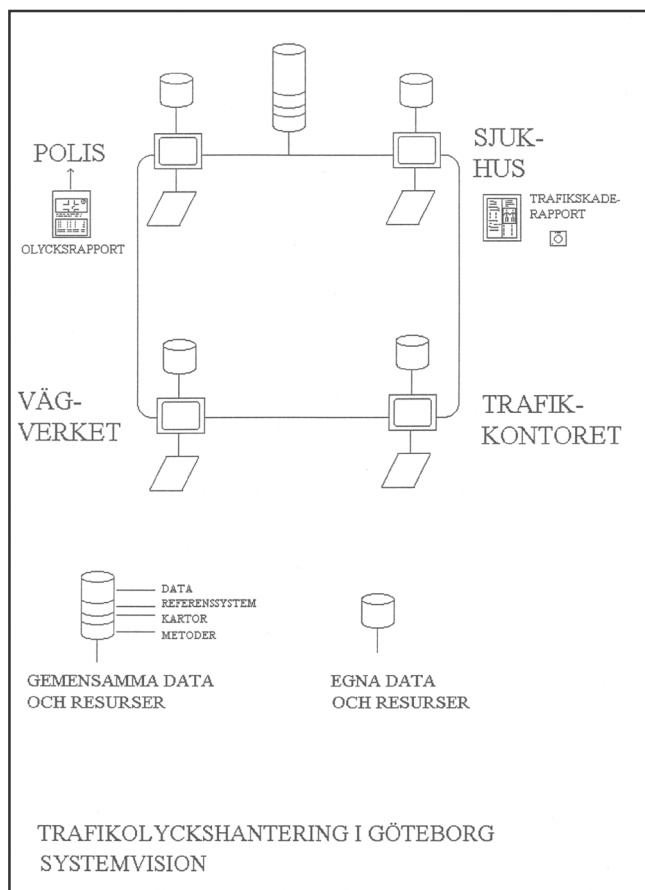 POLIS
OLYCKSRAPPORT
SJUK-
HUS
TRAFIKSKADE-
RAPPORT
VÄG-
VERKET
TRAFIK-
KONTORET
DATA
REFERENSSYSTEM
KARTOR
METODER
GEMENSAMMA DATA
OCH RESURSER
EGNA DATA
OCH RESURSER
TRAFIKOLYCKSHANTERING I GÖTEBORG
SYSTEMVISION